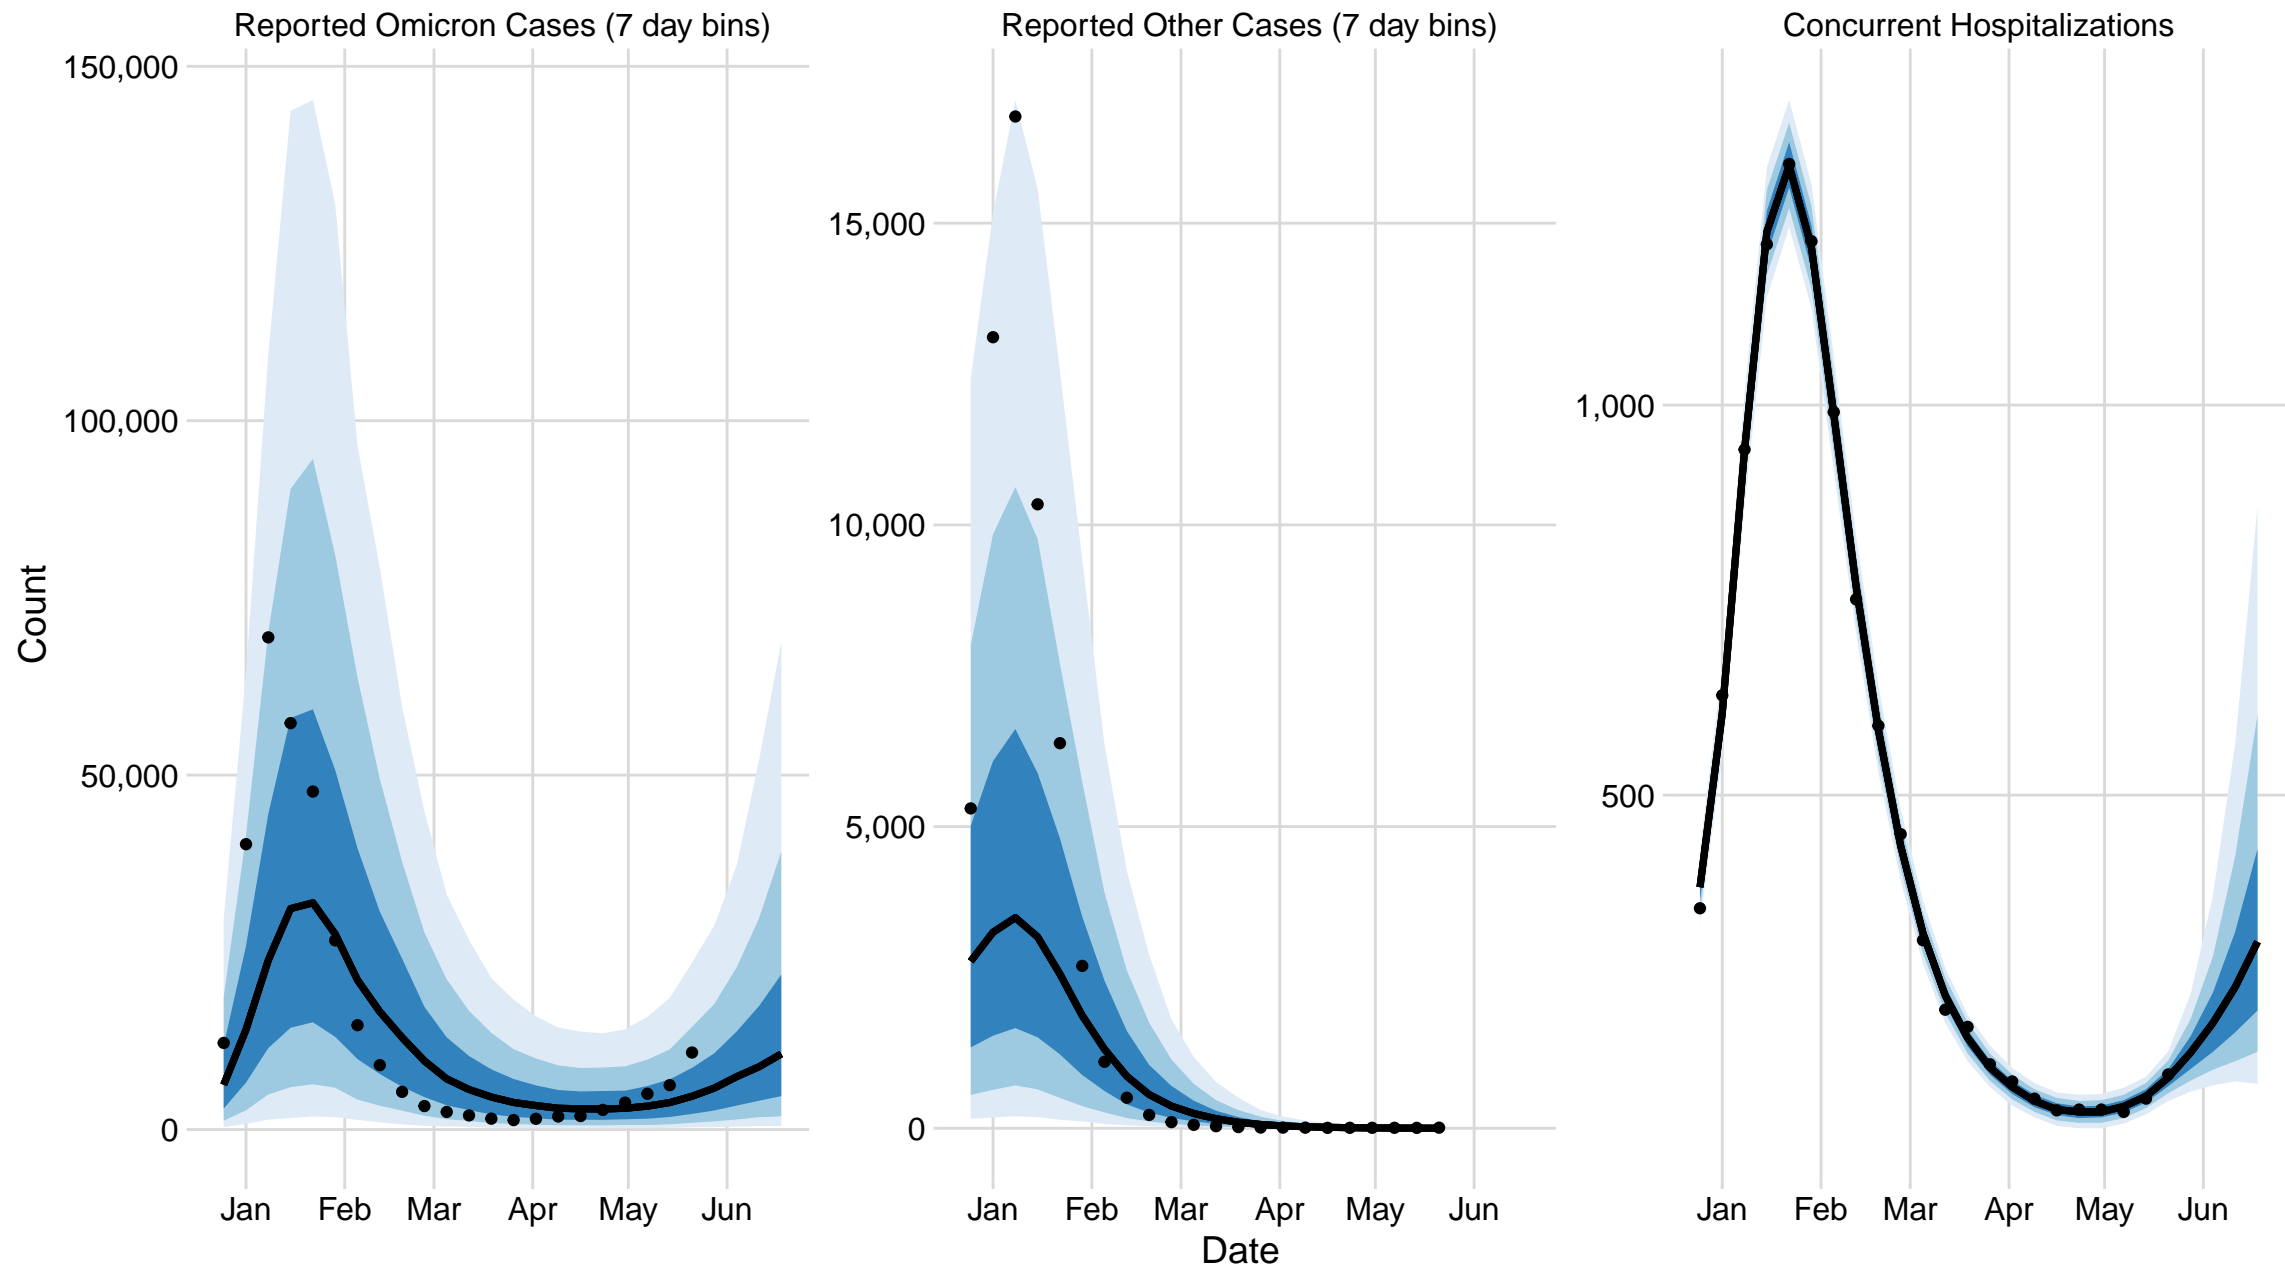 Reported Omicron Cases (7 day bins)
Reported Other Cases (7 day bins)
Concurrent Hospitalizations
Count
150,000
100,000
50,000
0
Jan Feb Mar Apr May Jun
15,000
10,000
5,000
0
Jan Feb Mar Apr May Jun
1,000
500
Jan Feb Mar Apr May Jun
Date